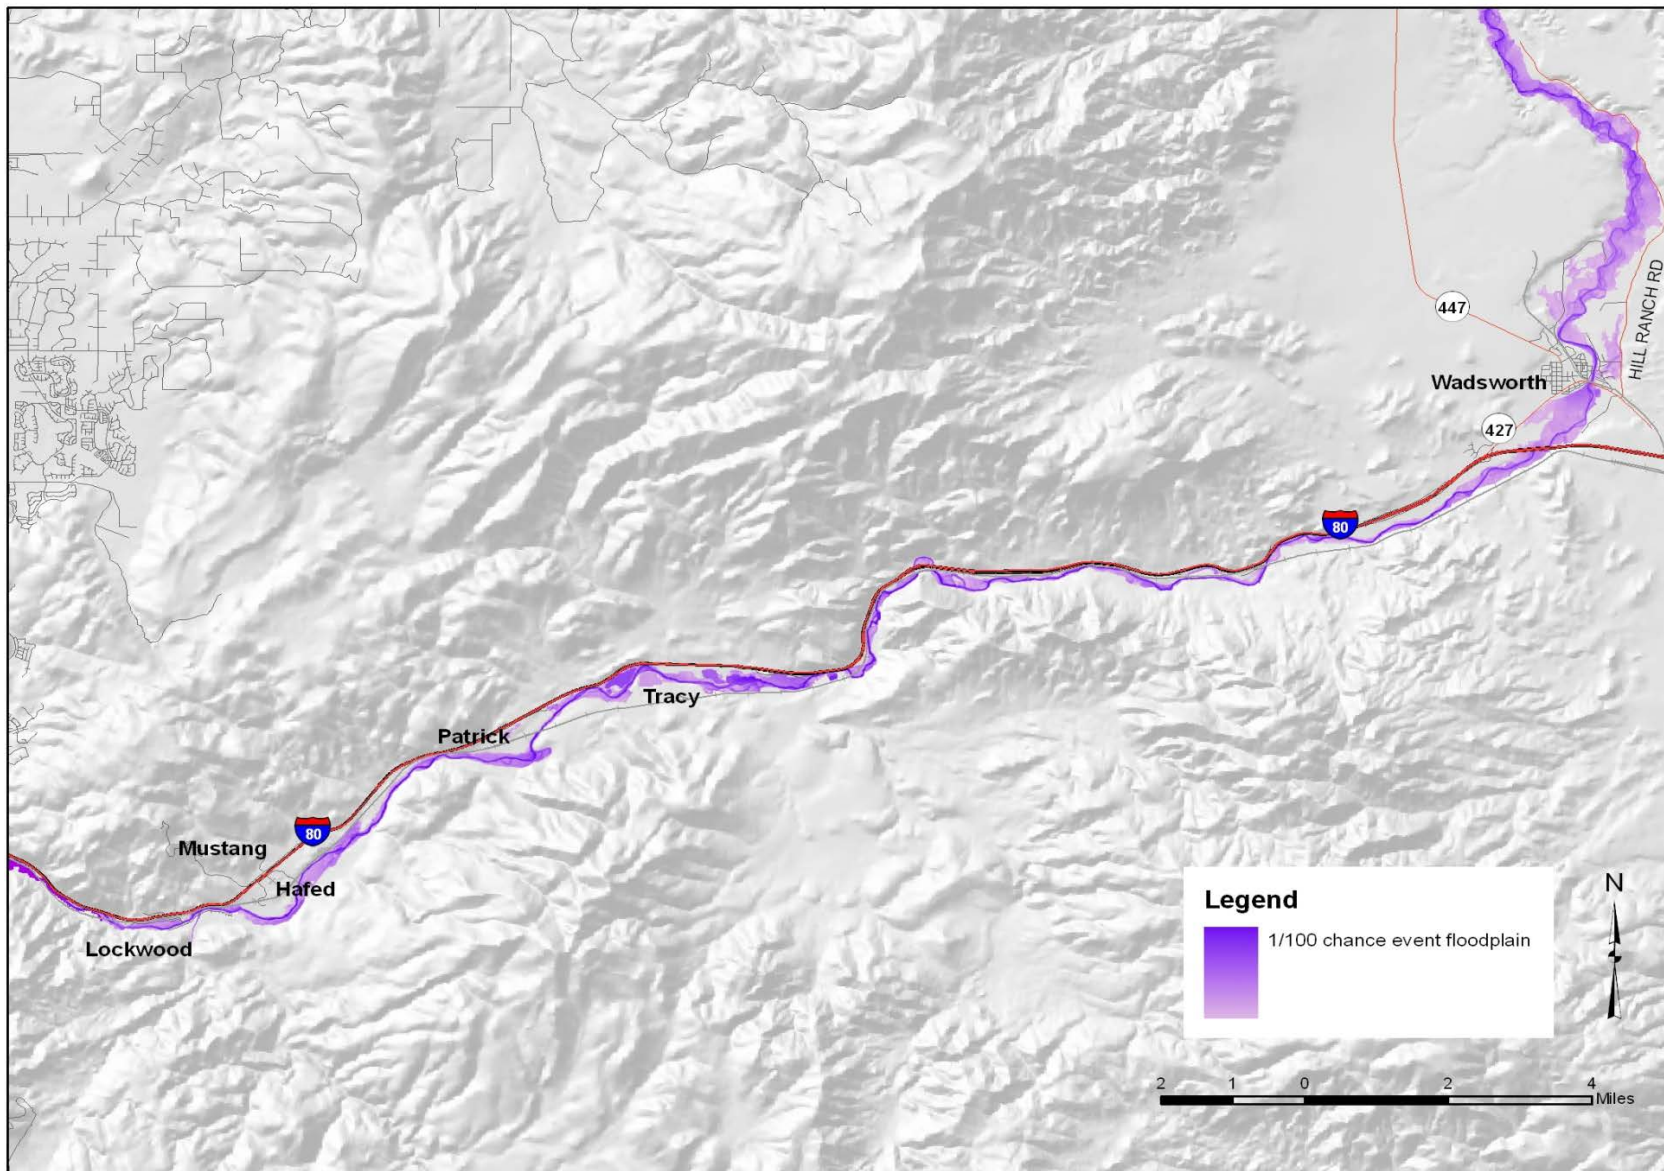 447
HILL RANCH RD
Wadsworth
427
80
Tracy
Patrick
80
Mustang
Hafed
Lockwood
Legend
1/100 chance event floodplain
N
2 1 0 2 4
Miles